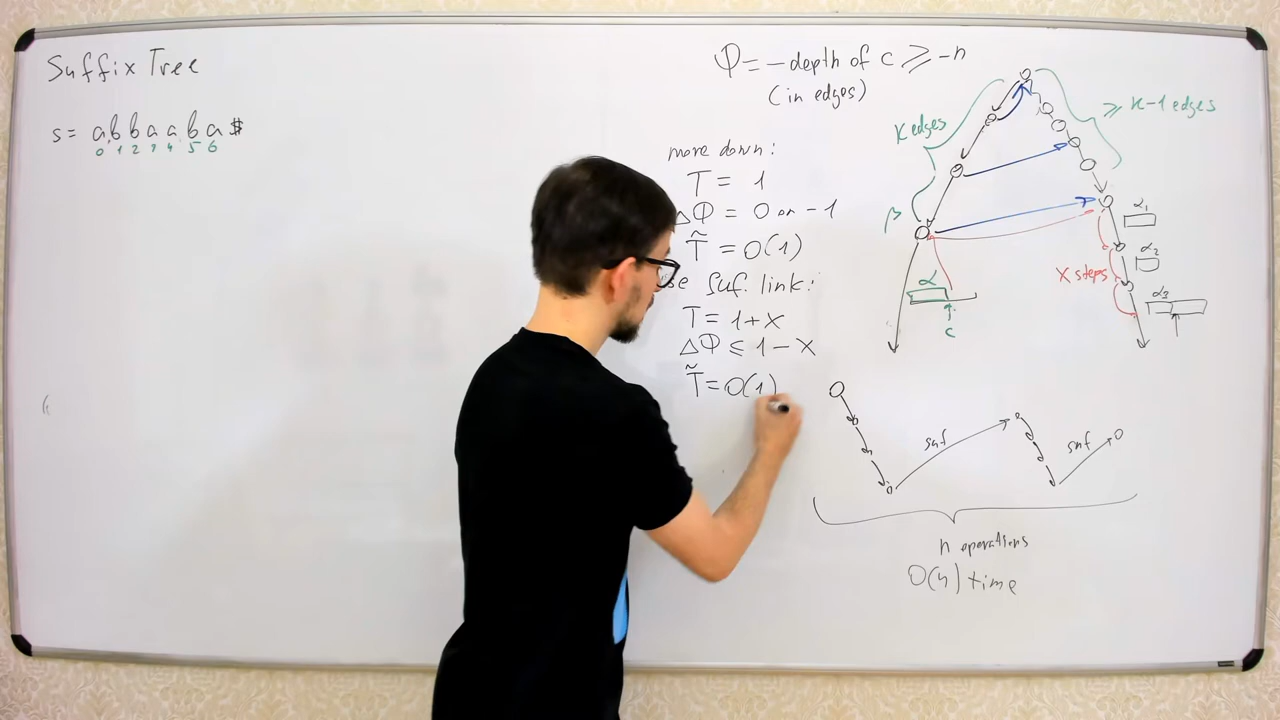 Suffix Tree
s = abbaaba$
0 1 2 3 4 5 6
φ = - depth of c ⩾ -n
(in edges)
move down:
T = 1
Δφ = 0 or -1
T̃ = O(1)
suf. link:
T = 1+x
Δφ ⩽ 1-x
T̃ = O(1)
K edges
⩾ K-1 edges
β
α
c
α₁
α₂
α₃
x steps
suf
suf
n operations
O(n) time